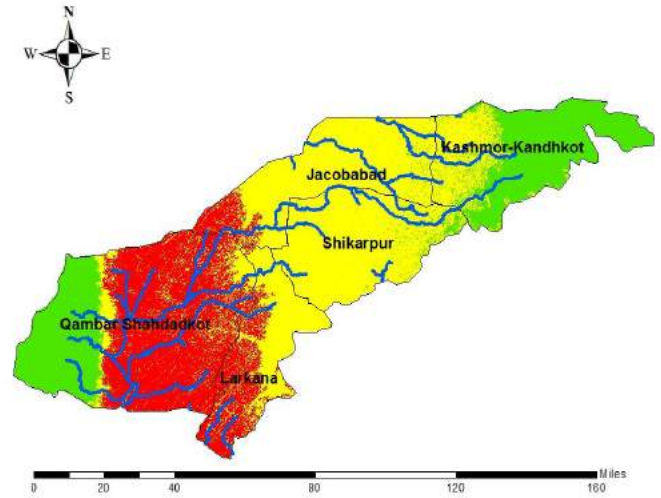 N
W E
S
Kashmor-Kandhkot
Jacobabad
Shikarpur
Qambar Shahdadkot
Larkana
Miles
0 20 40 80 120 160